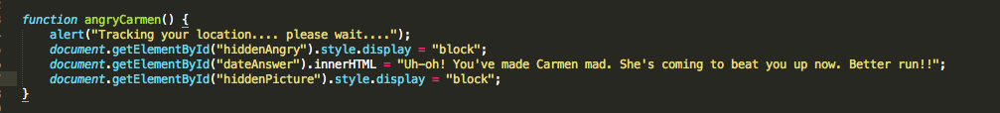 function angryCarmen() {
alert("Tracking your location.... please wait....");
document.getElementById("hiddenAngry").style.display = "block";
document.getElementById("dateAnswer").innerHTML = "Uh-oh! You've made Carmen mad. She's coming to beat you up now. Better run!!";
document.getElementById("hiddenPicture").style.display = "block";
}